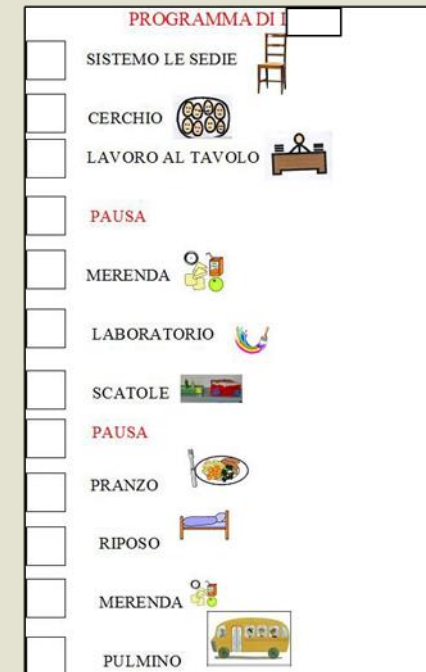 PROGRAMMA DI
SISTEMO LE SEDIE
CERCHIO
LAVORO AL TAVOLO
PAUSA
MERENDA
LABORATORIO
SCATOLE
PAUSA
PRANZO
RIPOSO
MERENDA
PULMINO